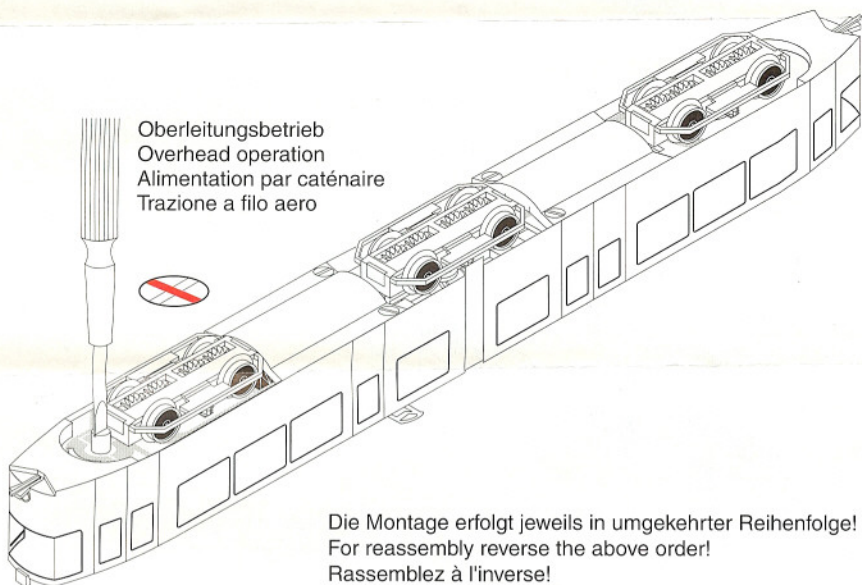 Oberleitungsbetrieb
Overhead operation
Alimentation par caténaire
Trazione a filo aero
Die Montage erfolgt jeweils in umgekehrter Reihenfolge!
For reassembly reverse the above order!
Rassemblez à l'inverse!